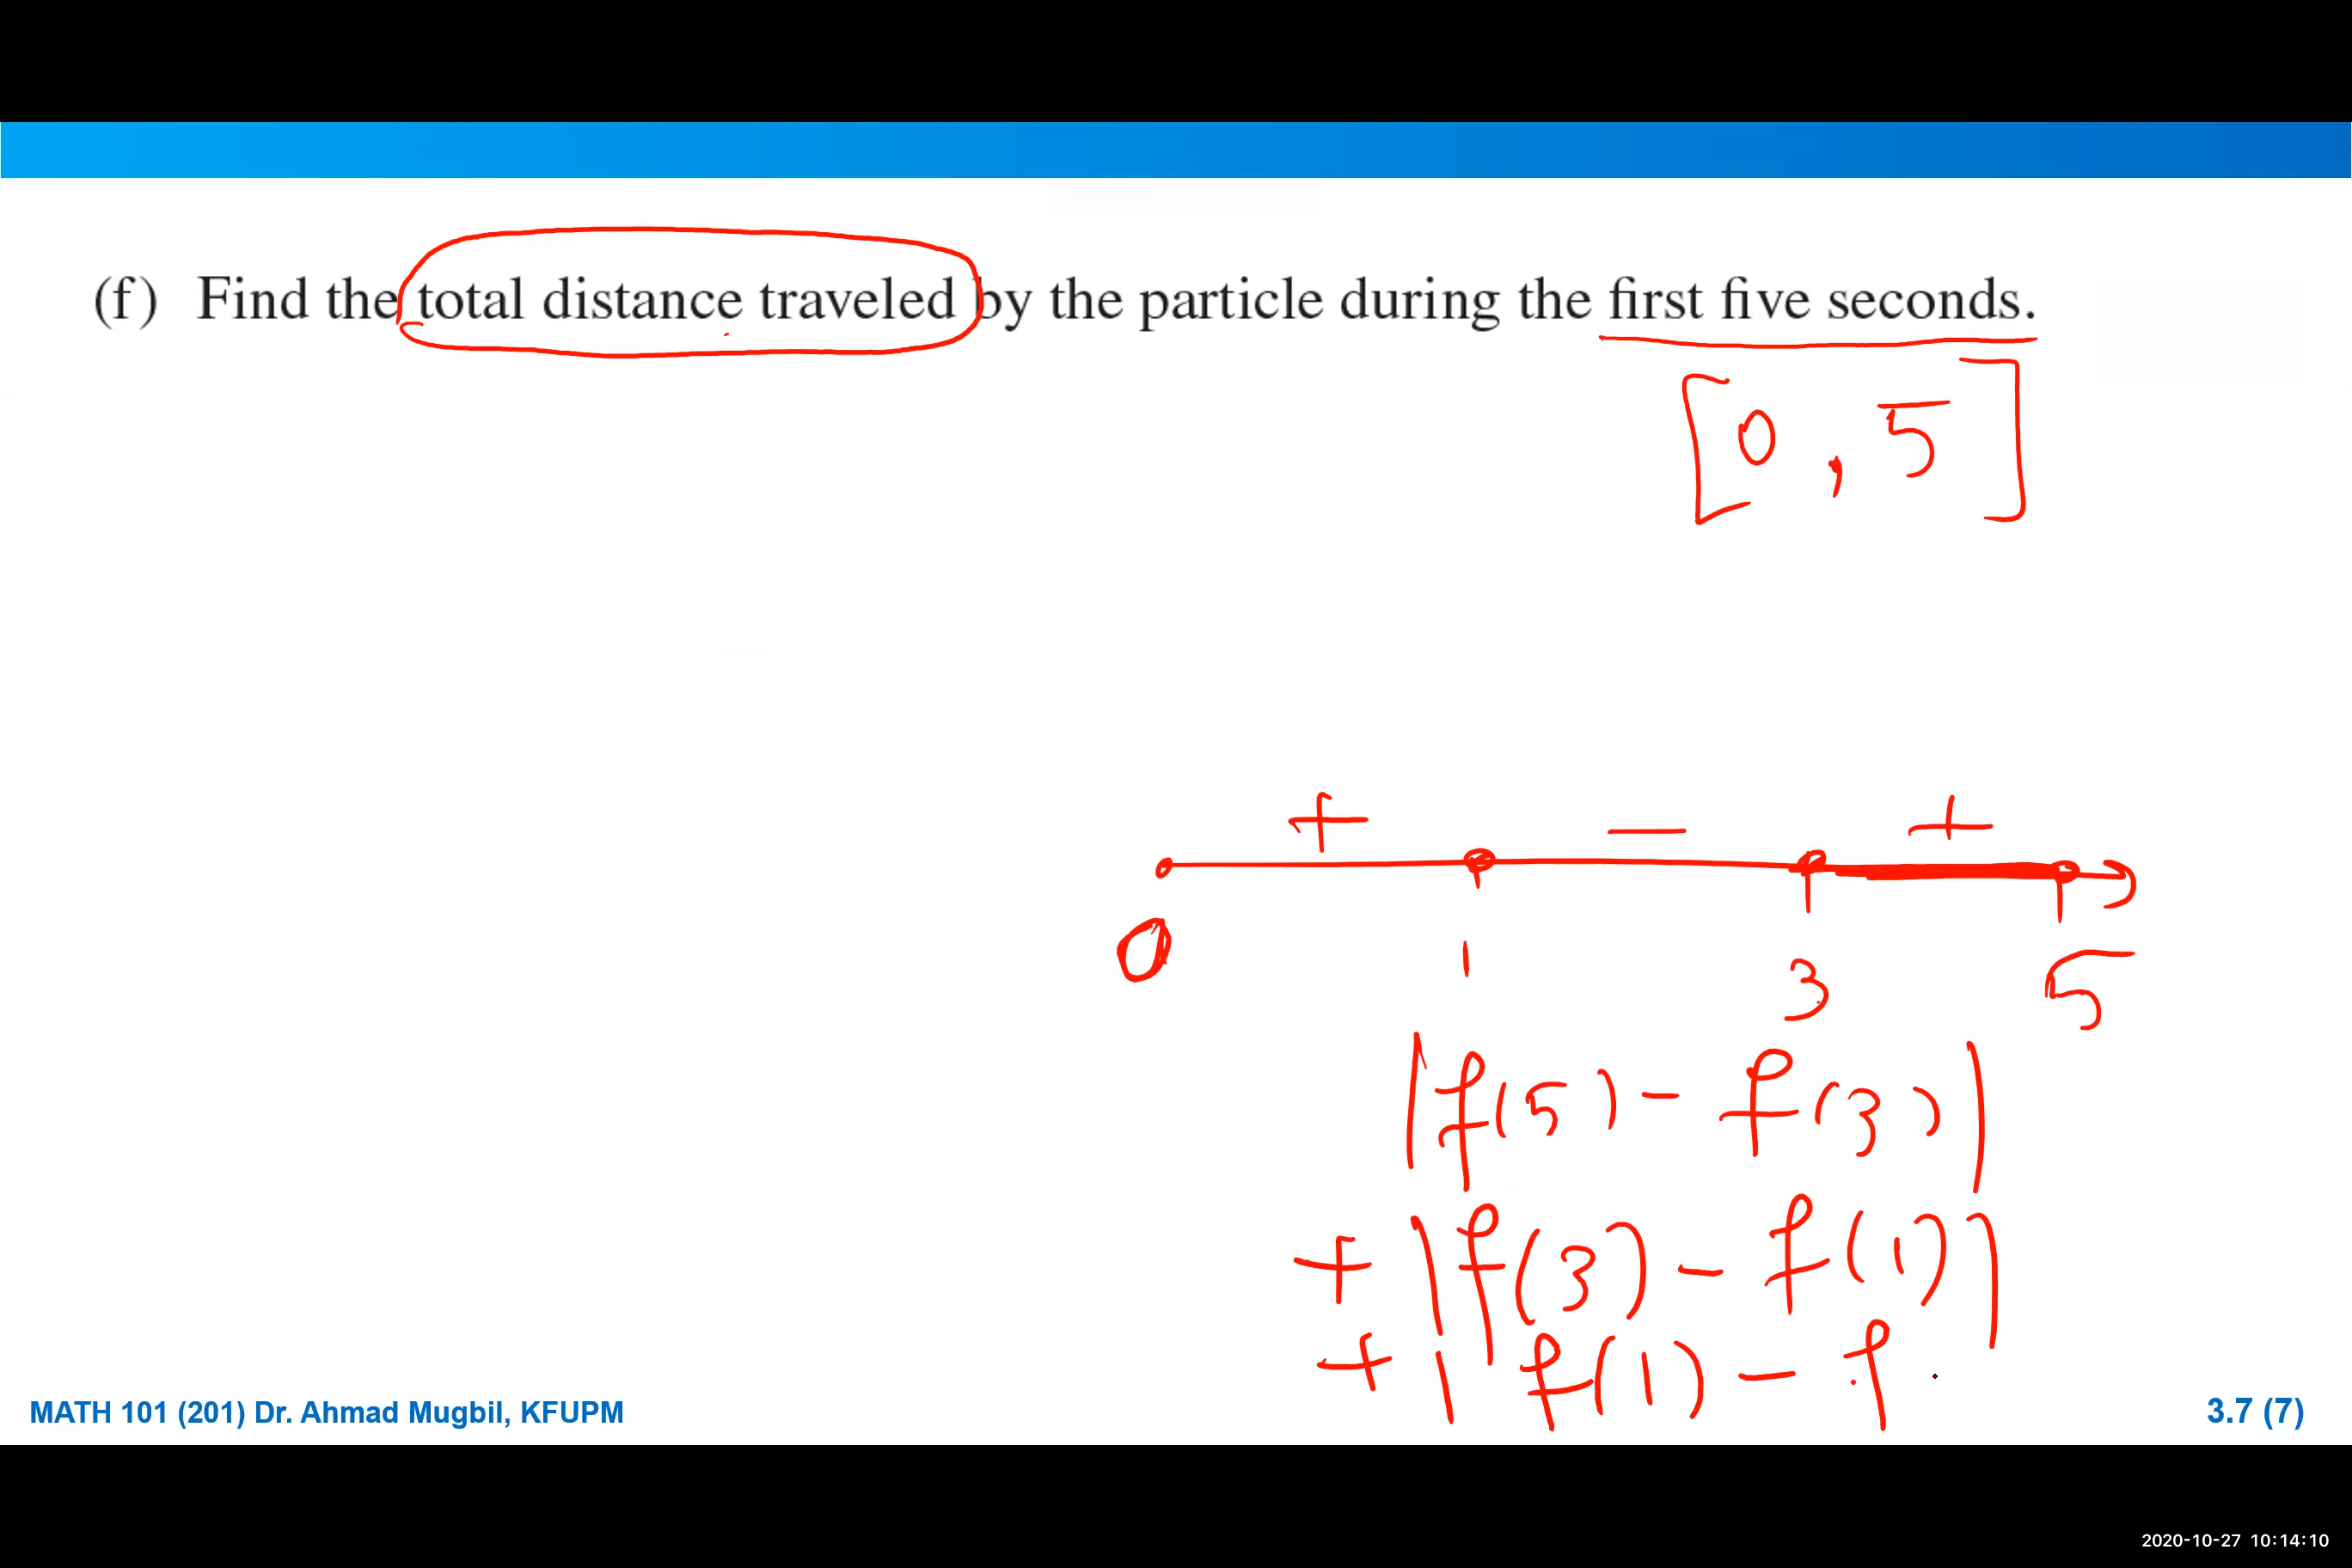 (f) Find the total distance traveled by the particle during the first five seconds.
[0, 5]
+ − +
0 1 3 5
|f(5) − f(3)|
+ |f(3) − f(1)|
+ | f(1) − f
MATH 101 (201) Dr. Ahmad Mugbil, KFUPM 3.7 (7)
2020-10-27 10:14:10